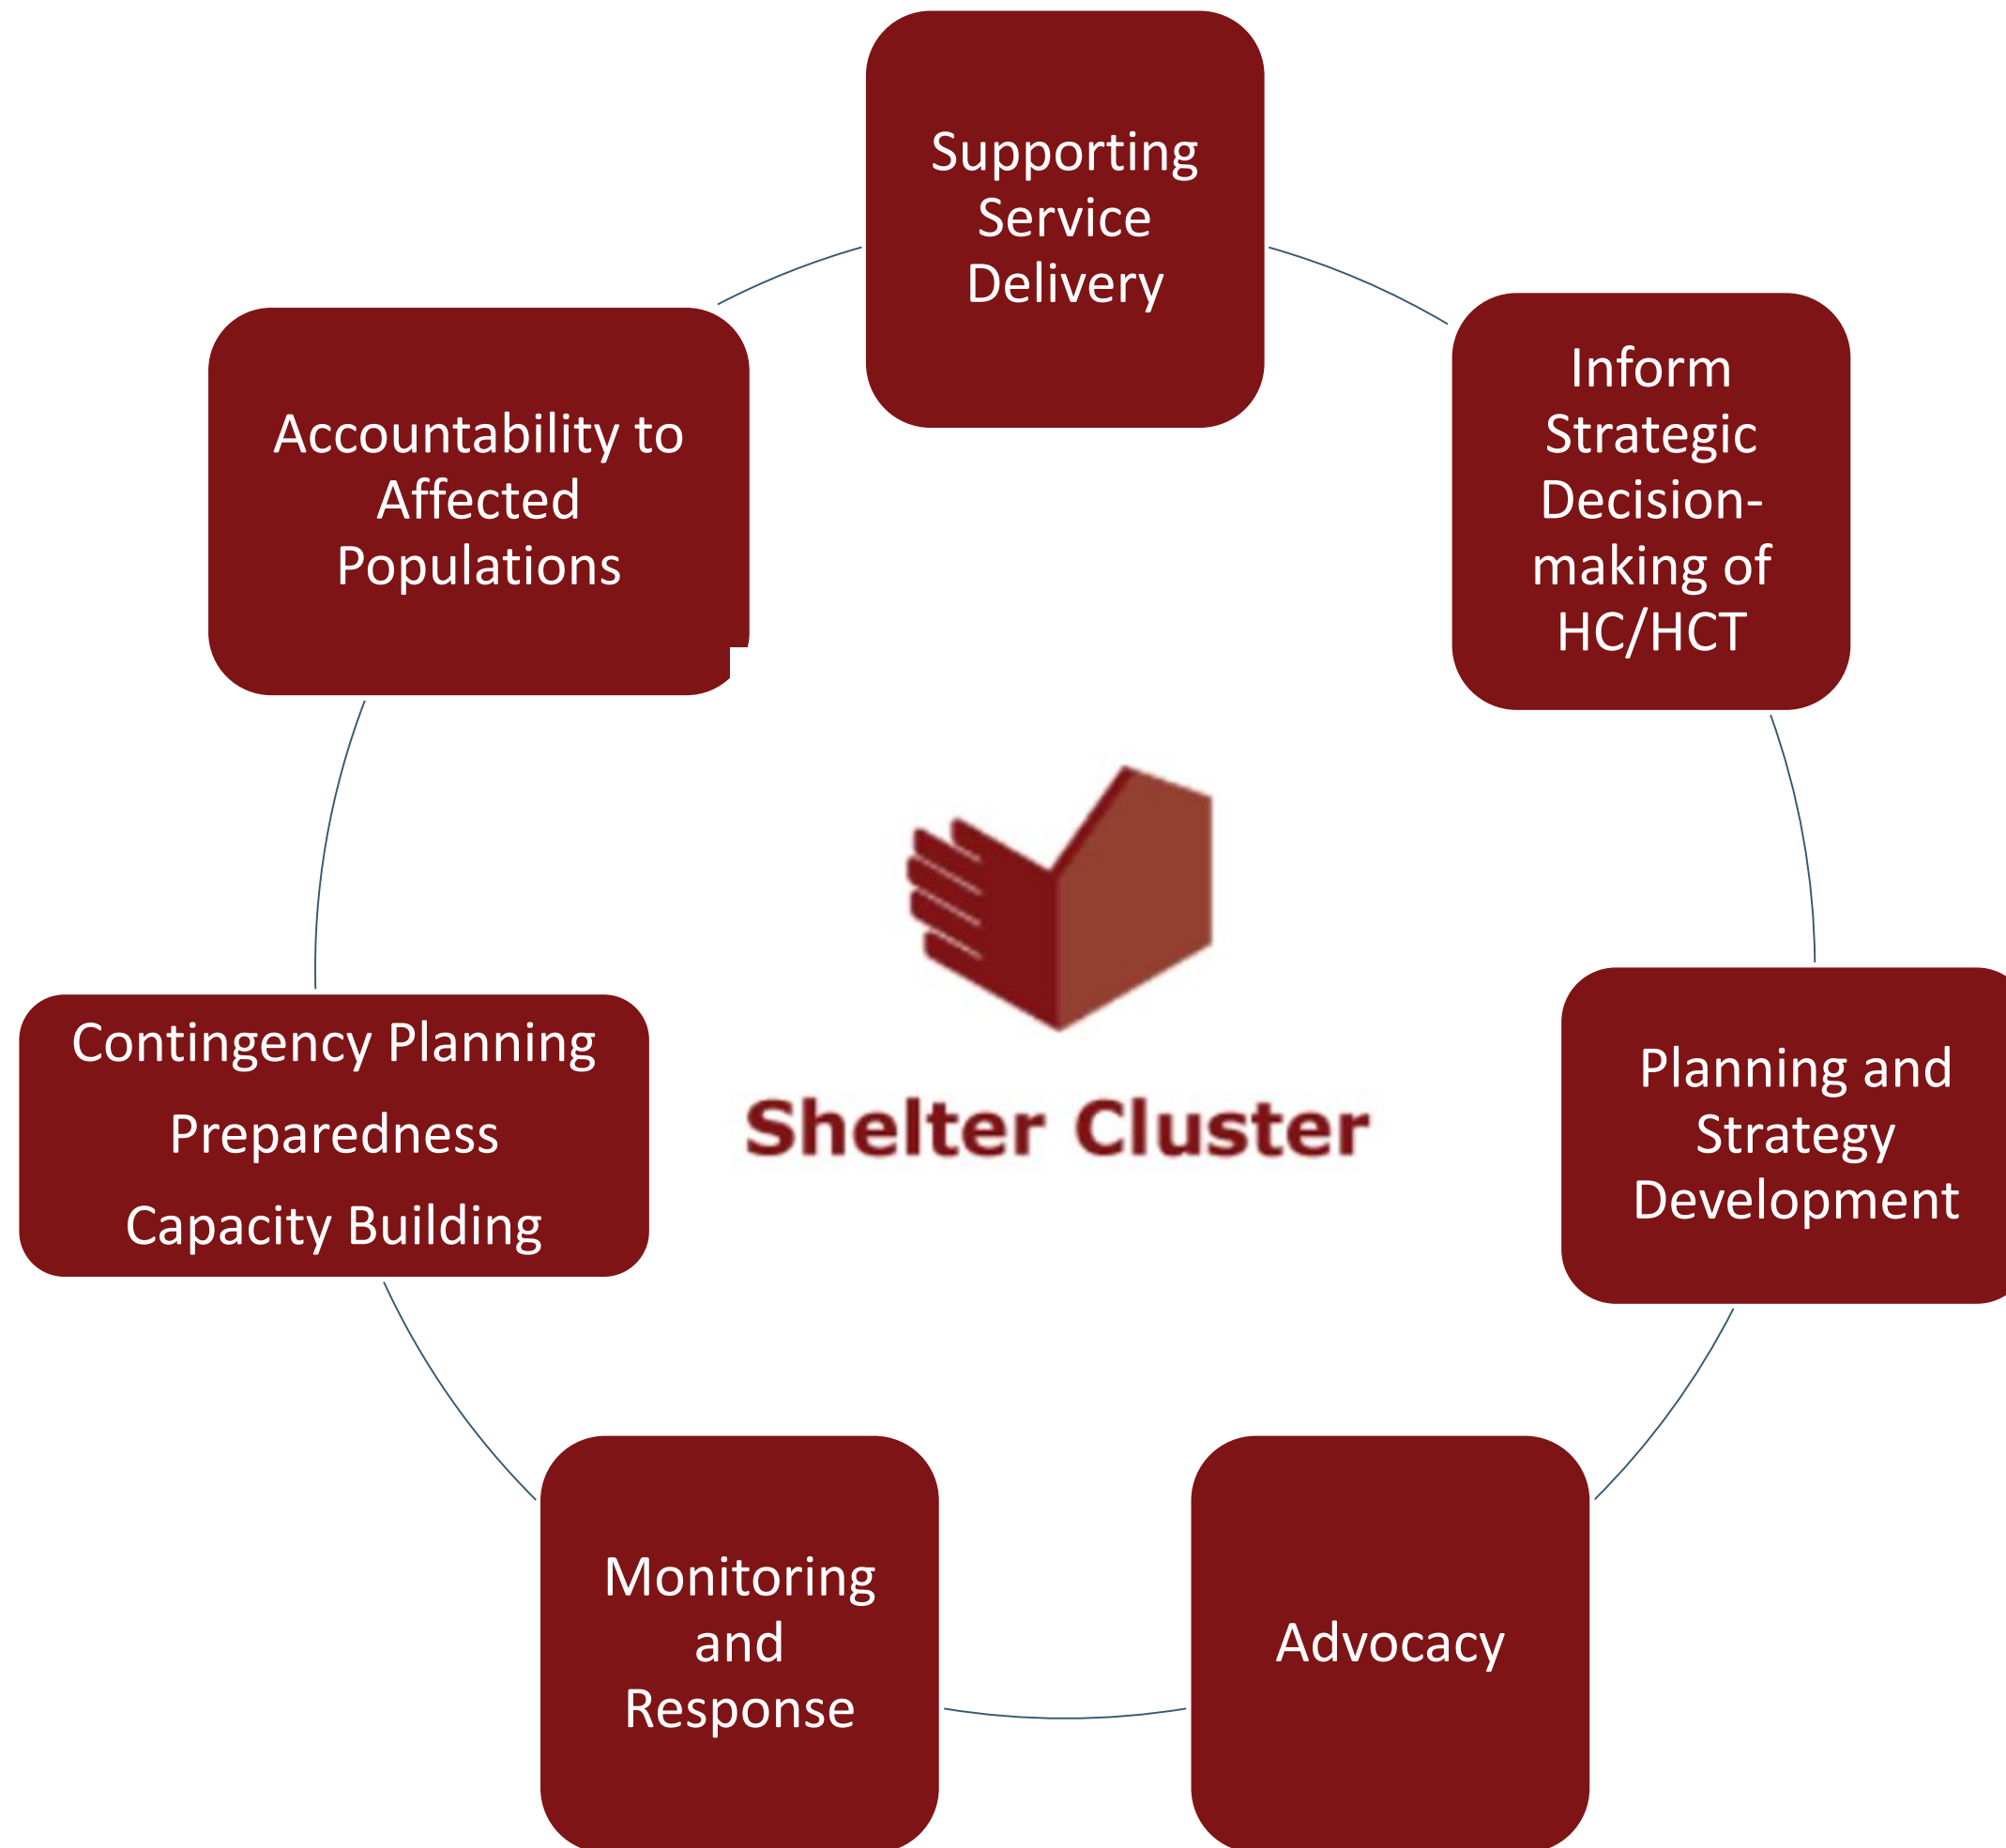 Supporting
Service
Delivery
Inform
Strategic
Decision-
making of
HC/HCT
Planning and
Strategy
Development
Advocacy
Monitoring
and
Response
Contingency Planning
Preparedness
Capacity Building
Accountability to
Affected
Populations
Shelter Cluster